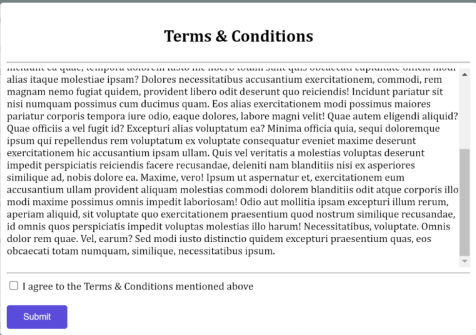 Terms & Conditions
alias itaque molestiae ipsam? Dolores necessitatibus accusantium exercitationem, commodi, rem
magnam nemo fugiat quidem, provident libero odit deserunt quo reiciendis! Incidunt pariatur sit
nisi numquam possimus cum ducimus quam. Eos alias exercitationem modi possimus maiores
pariatur corporis tempora iure odio, eaque dolores, labore magni velit! Quae autem eligendi aliquid?
Quae officiis a vel fugit id? Excepturi alias voluptatum ea? Minima officia quia, sequi doloremque
ipsum qui repellendus rem voluptatum ex voluptate consequatur eveniet maxime deserunt
exercitationem hic accusantium ipsam ullam. Quis vel veritatis a molestias voluptas deserunt
impedit perspiciatis reiciendis facere recusandae, deleniti nam blanditiis nisi ex asperiores
similique ad, nobis dolore ea. Maxime, vero! Ipsum ut aspernatur et, exercitationem eum
accusantium ullam provident aliquam molestias commodi dolorem blanditiis odit atque corporis illo
modi maxime possimus omnis impedit laboriosam! Odio aut mollitia ipsam excepturi illum rerum,
aperiam aliquid, sit voluptate quo exercitationem praesentium quod nostrum similique recusandae,
id omnis quos perspiciatis impedit voluptas molestias illo harum! Necessitatibus, voluptate. Omnis
dolor rem quae. Vel, earum? Sed modi iusto distinctio quidem excepturi praesentium quas, eos
obcaecati totam numquam, similique, necessitatibus ipsum.
I agree to the Terms & Conditions mentioned above
Submit